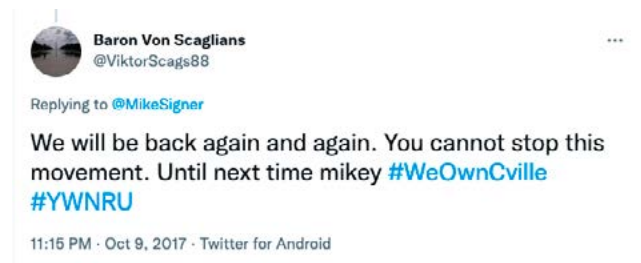 Baron Von Scaglians
@ViktorScags88
Replying to @MikeSigner
We will be back again and again. You cannot stop this
movement. Until next time mikey #WeOwnCville
#YWNRU
11:15 PM · Oct 9, 2017 · Twitter for Android